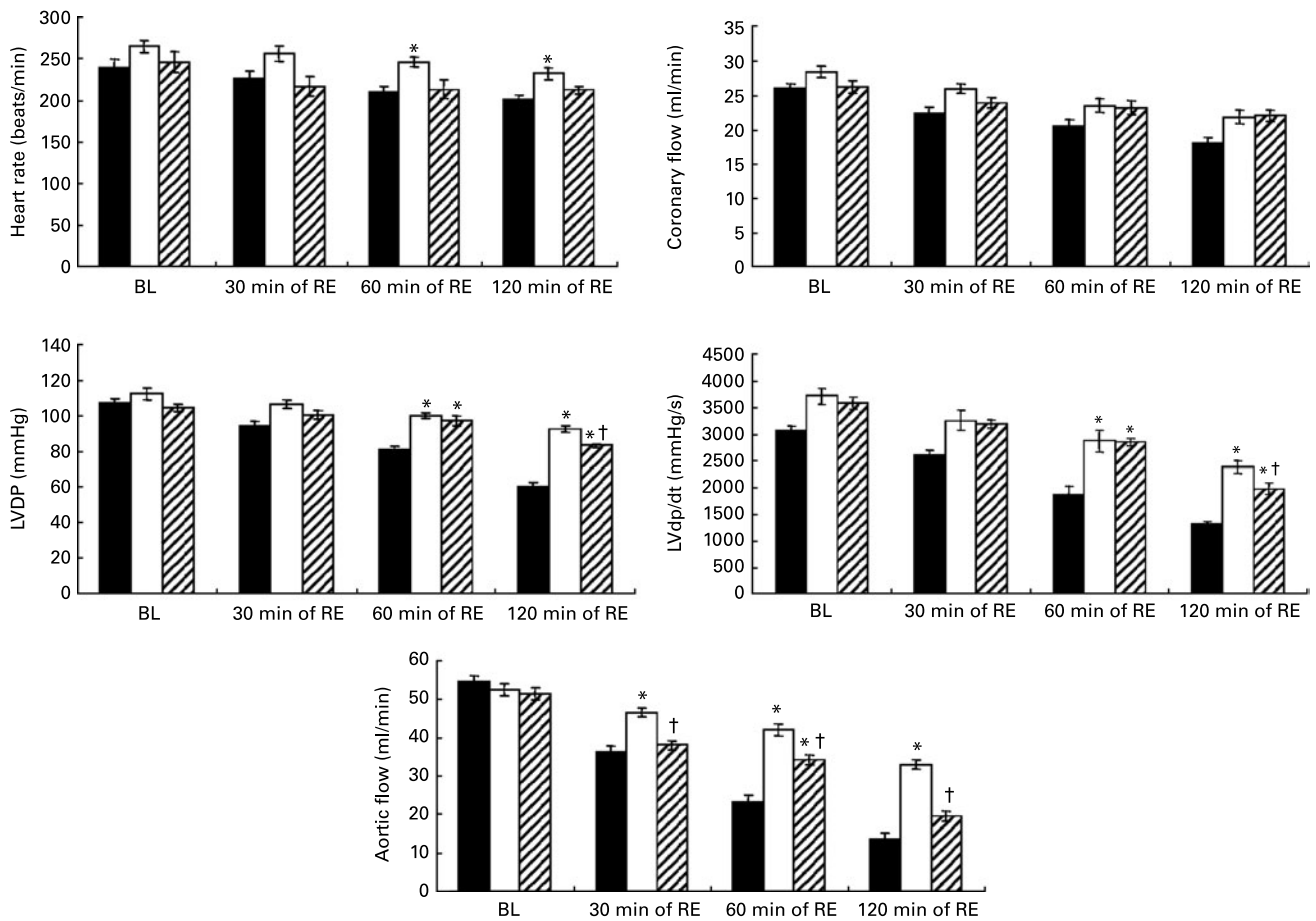 Heart rate (beats/min)
300
250
200
150
100
50
0
*
*
BL
30 min of RE
60 min of RE
120 min of RE
Coronary flow (ml/min)
35
30
25
20
15
10
5
0
BL
30 min of RE
60 min of RE
120 min of RE
LVDP (mmHg)
140
120
100
80
60
40
20
0
* *
*
*†
BL
30 min of RE
60 min of RE
120 min of RE
LVdp/dt (mmHg/s)
4500
4000
3500
3000
2500
2000
1500
1000
500
0
* *
*
*†
BL
30 min of RE
60 min of RE
120 min of RE
Aortic flow (ml/min)
60
50
40
30
20
10
0
*
†
*
*†
*
†
BL
30 min of RE
60 min of RE
120 min of RE